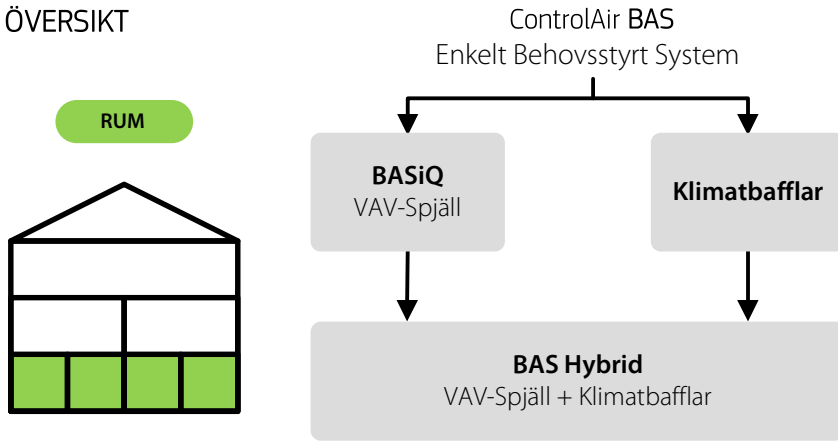 ÖVERSIKT
RUM
ControlAir BAS
Enkelt Behovsstyrt System
BASiQ
VAV-Spjäll
Klimatbafflar
BAS Hybrid
VAV-Spjäll + Klimatbafflar